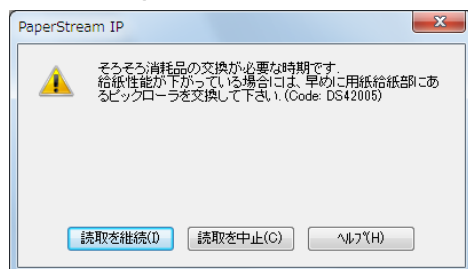 PaperStream IP
そろそろ消耗品の交換が必要な時期です.
給紙性能が下がっている場合には、早めに用紙給紙部にあ
るピックローラを交換して下さい.(Code: DS42005)
読取を継続(I) 読取を中止(C) ヘルプ(H)